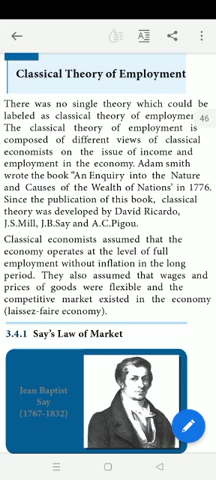 Classical Theory of Employment
There was no single theory which could be
labeled as classical theory of employment
46
The classical theory of employment is
composed of different views of classical
economists on the issue of income and
employment in the economy. Adam smith
wrote the book “An Enquiry into the Nature
and Causes of the Wealth of Nations’ in 1776.
Since the publication of this book, classical
theory was developed by David Ricardo,
J.S.Mill, J.B.Say and A.C.Pigou.
Classical economists assumed that the
economy operates at the level of full
employment without inflation in the long
period. They also assumed that wages and
prices of goods were flexible and the
competitive market existed in the economy
(laissez-faire economy).
3.4.1 Say’s Law of Market
Jean Baptist
Say
(1767-1832)